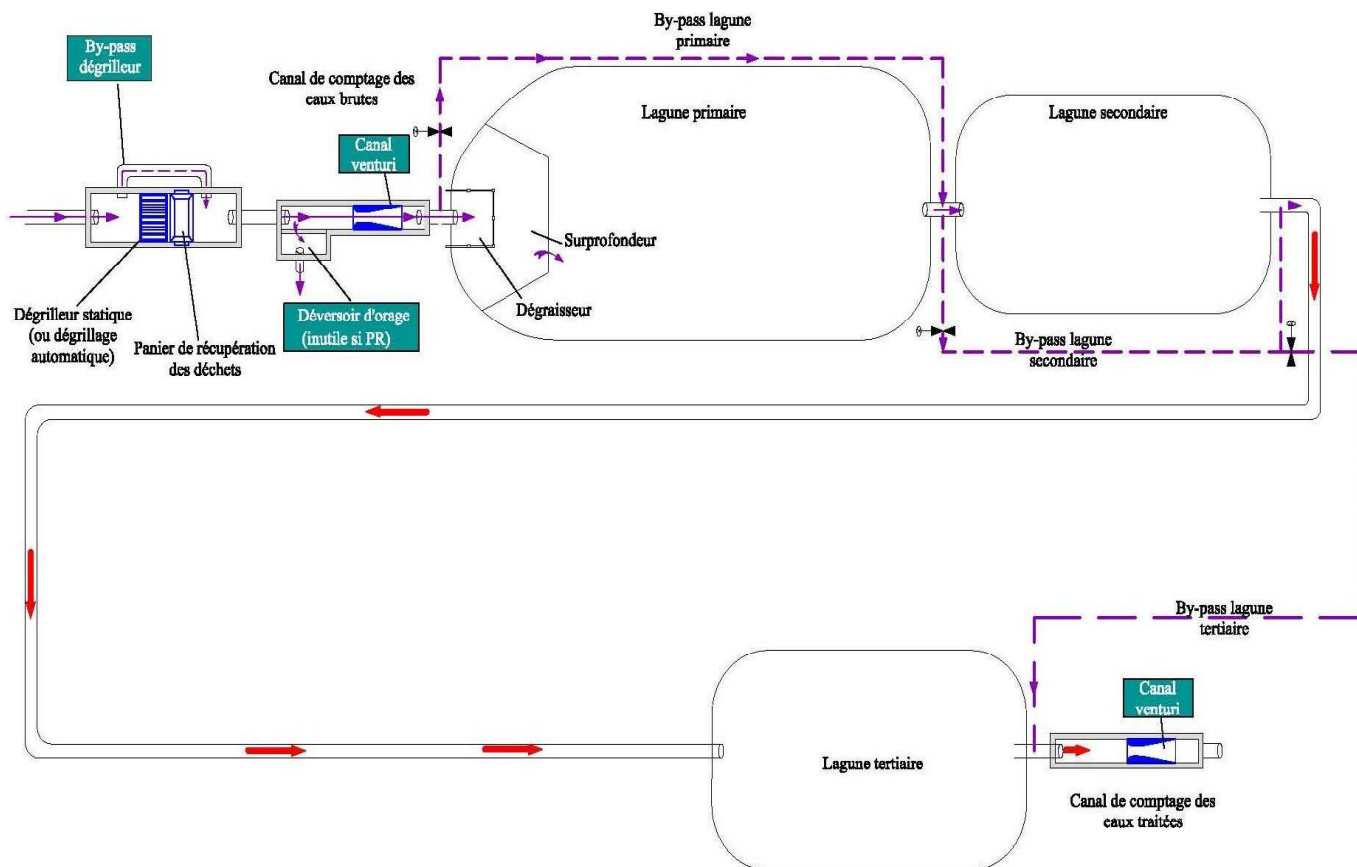 By-pass lagune
primaire
By-pass
dégrilleur
Canal de comptage des
eaux brutes
Canal
venturi
Lagune primaire
Lagune secondaire
Surprofondeur
Dégraisseur
Dégrilleur statique
(ou dégrillage
automatique)
Panier de récupération
des déchets
Déversoir d'orage
(inutile si PR)
By-pass lagune
secondaire
By-pass lagune
tertiaire
Canal
venturi
Lagune tertiaire
Canal de comptage des
eaux traitées